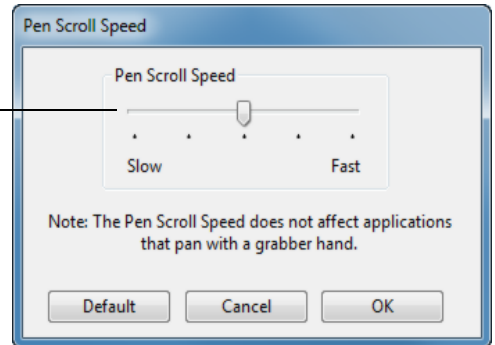 Pen Scroll Speed
Pen Scroll Speed
Slow Fast
Note: The Pen Scroll Speed does not affect applications
that pan with a grabber hand.
Default Cancel OK